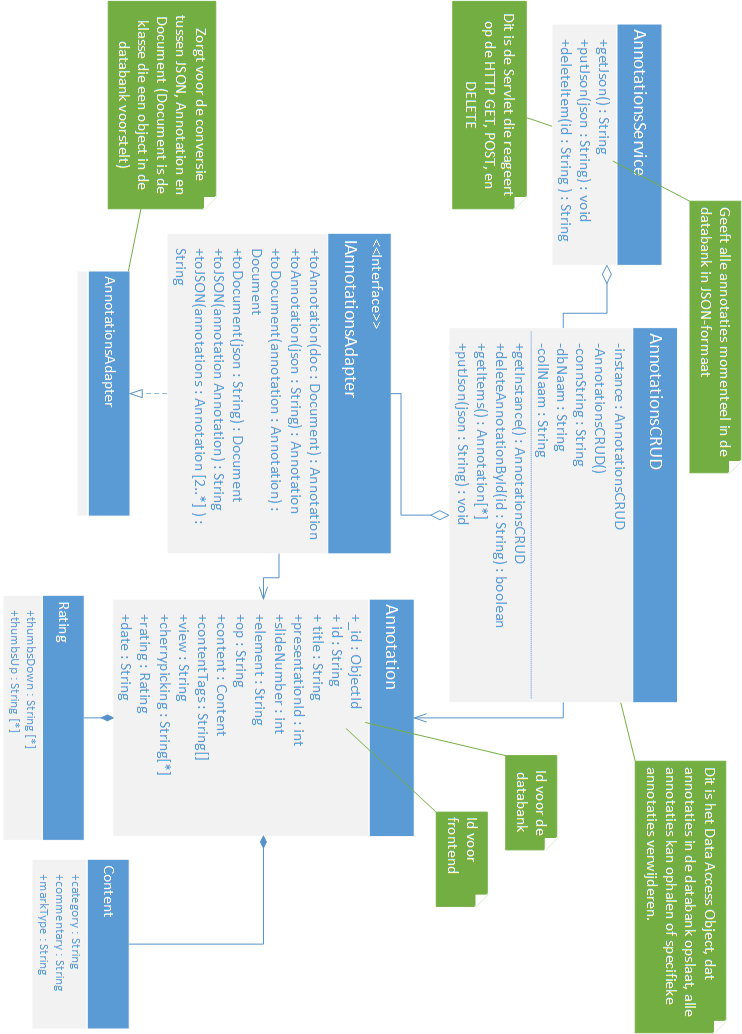 AnnotationsService
+getJson() : String
+putJson(json : String) : void
+deleteItem(id : String ) : String
Dit is de Servlet die reageert
op de HTTP GET, POST, en
DELETE
Geeft alle annotaties momenteel in de
databank in JSON-formaat
AnnotationsCRUD
-instance : AnnotationsCRUD
-AnnotationsCRUD()
-connString : String
-dbNaam : String
-collNaam : String
+getInstance() : AnnotationsCRUD
+deleteAnnotationById(id : String) : boolean
+getItems() : Annotation[*]
+putJson(json : String) : void
Dit is het Data Access Object, dat
annotaties in de databank opslaat, alle
annotaties kan ophalen of specifieke
annotaties verwijderen.
Zorgt voor de conversie
tussen JSON, Annotation en
Document (Document is de
klasse die een object in de
databank voorstelt)
<<Interface>>
IAnnotationsAdapter
+toAnnotation(doc : Document) : Annotation
+toAnnotation(json : String) : Annotation
+toDocument(annotation : Annotation) :
Document
+toDocument(json : String) : Document
+toJSON(annotation Annotation) : String
+toJSON(annotations : Annotation [2..*] ) :
String
AnnotationsAdapter
Annotation
+_id : ObjectId
+ id : String
+ title : String
+presentationId : int
+slideNumber : int
+element : String
+op : String
+content : Content
+contentTags : String[]
+view : String
+cherrypicking : String[*]
+rating : Rating
+date : String
Id voor de
databank
Id voor
frontend
Rating
+thumbsDown : String [*]
+thumbsUp : String [*]
Content
+category : String
+commentary : String
+markType : String